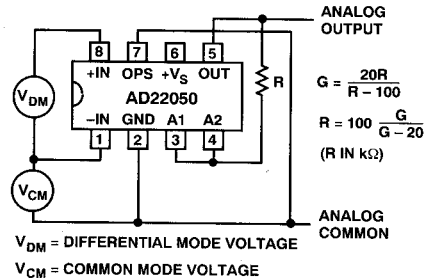 ANALOG
OUTPUT
8 7 6 5
+IN OPS +VS OUT
AD22050
–IN GND A1 A2
1 2 3 4
VDM
VCM
R
G = 20R / R – 100
R = 100 G / G – 20
(R IN kΩ)
ANALOG
COMMON
VDM = DIFFERENTIAL MODE VOLTAGE
VCM = COMMON MODE VOLTAGE